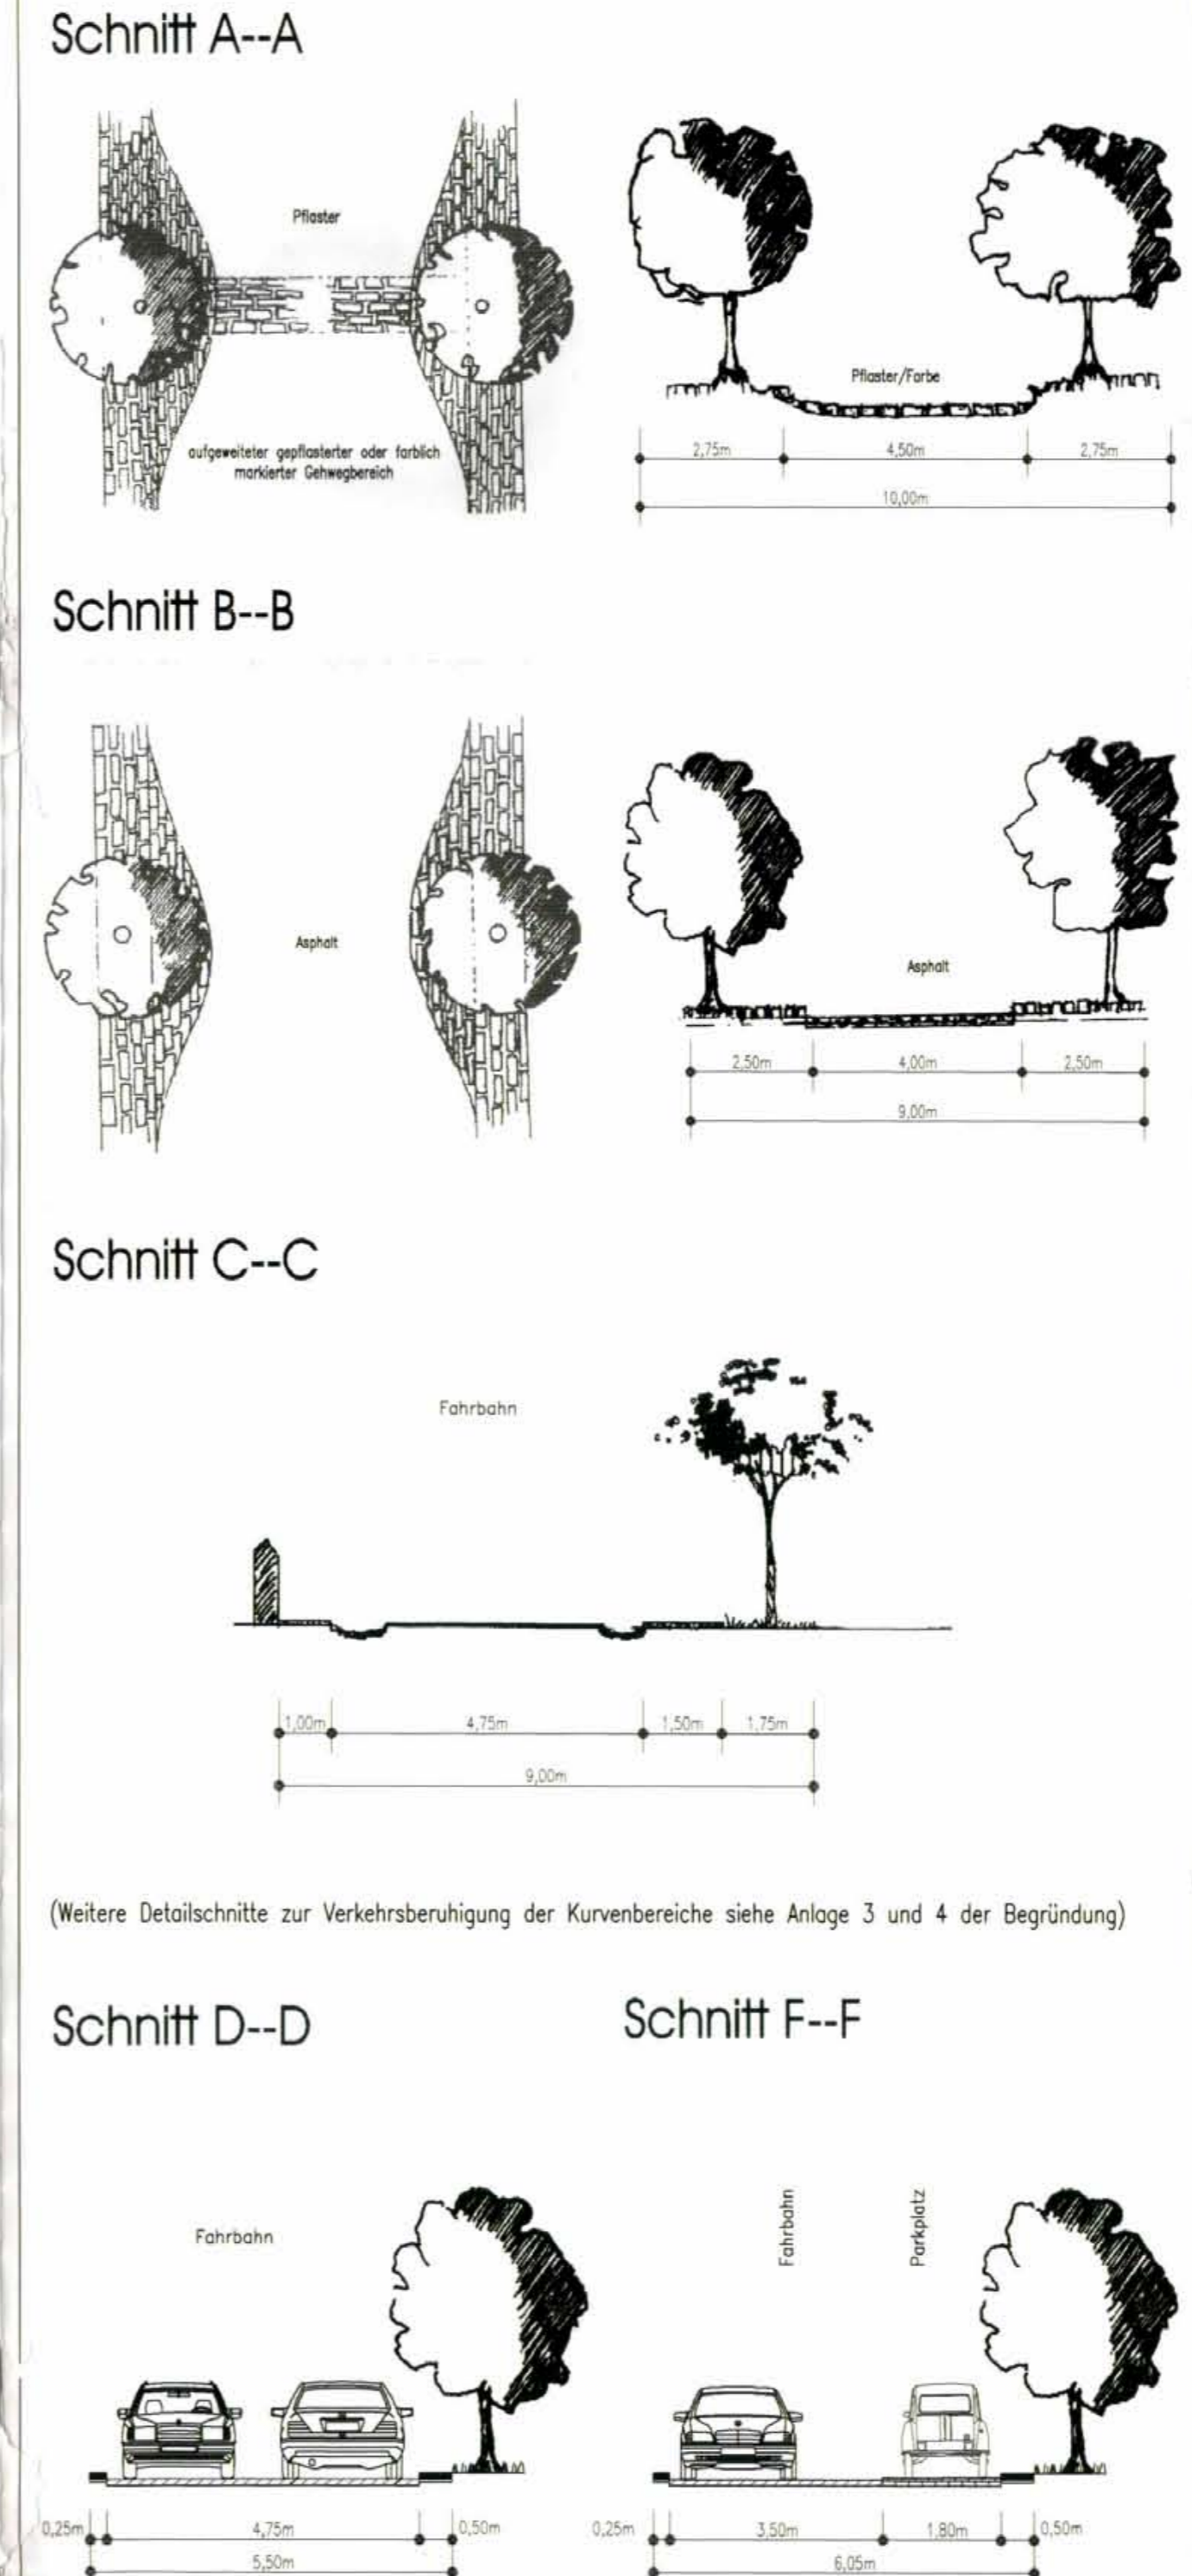 Schnitt A--A
Pflaster
aufgeweiteter gepflasterter oder farblich
markierter Gehwegbereich
Pflaster/Farbe
2,75m 4,50m 2,75m
10,00m
Schnitt B--B
Asphalt
Asphalt
2,50m 4,00m 2,50m
9,00m
Schnitt C--C
Fahrbahn
1,00m 4,75m 1,50m 1,75m
9,00m
(Weitere Detailschnitte zur Verkehrsberuhigung der Kurvenbereiche siehe Anlage 3 und 4 der Begründung)
Schnitt D--D
Fahrbahn
0,25m 4,75m 0,50m
5,50m
Schnitt F--F
Fahrbahn
Parkplatz
0,25m 3,50m 1,80m 0,50m
6,05m